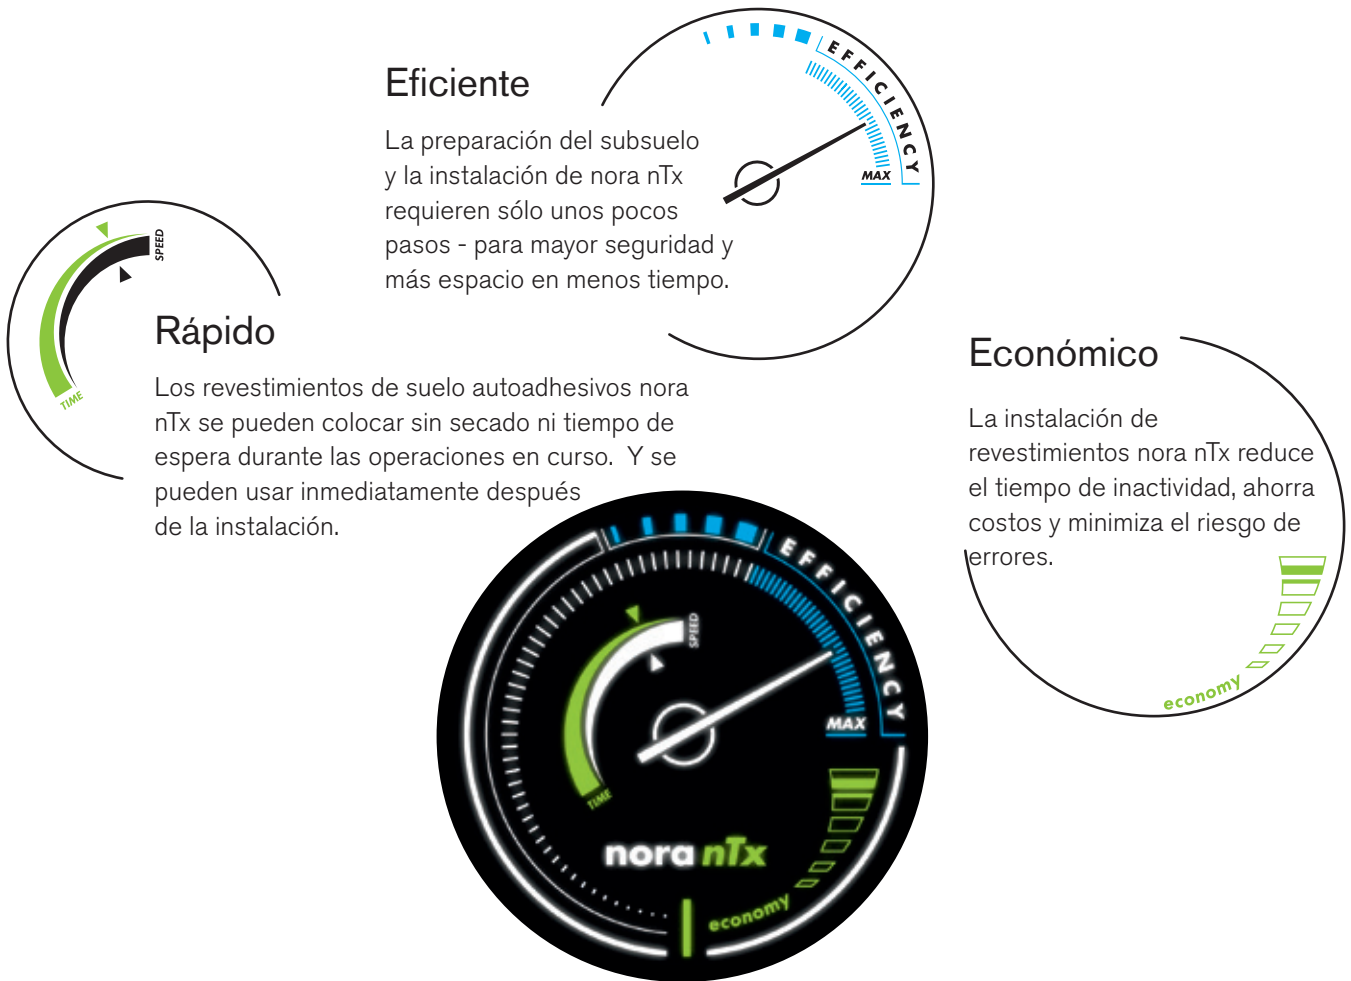 Eficiente
La preparación del subsuelo
y la instalación de nora nTx
requieren sólo unos pocos
pasos - para mayor seguridad y
más espacio en menos tiempo.
EFFICIENCY
MAX
SPEED
TIME
Rápido
Los revestimientos de suelo autoadhesivos nora
nTx se pueden colocar sin secado ni tiempo de
espera durante las operaciones en curso. Y se
pueden usar inmediatamente después
de la instalación.
Económico
La instalación de
revestimientos nora nTx reduce
el tiempo de inactividad, ahorra
costos y minimiza el riesgo de
errores.
economy
EFFICIENCY
SPEED
MAX
TIME
nora nTx
economy